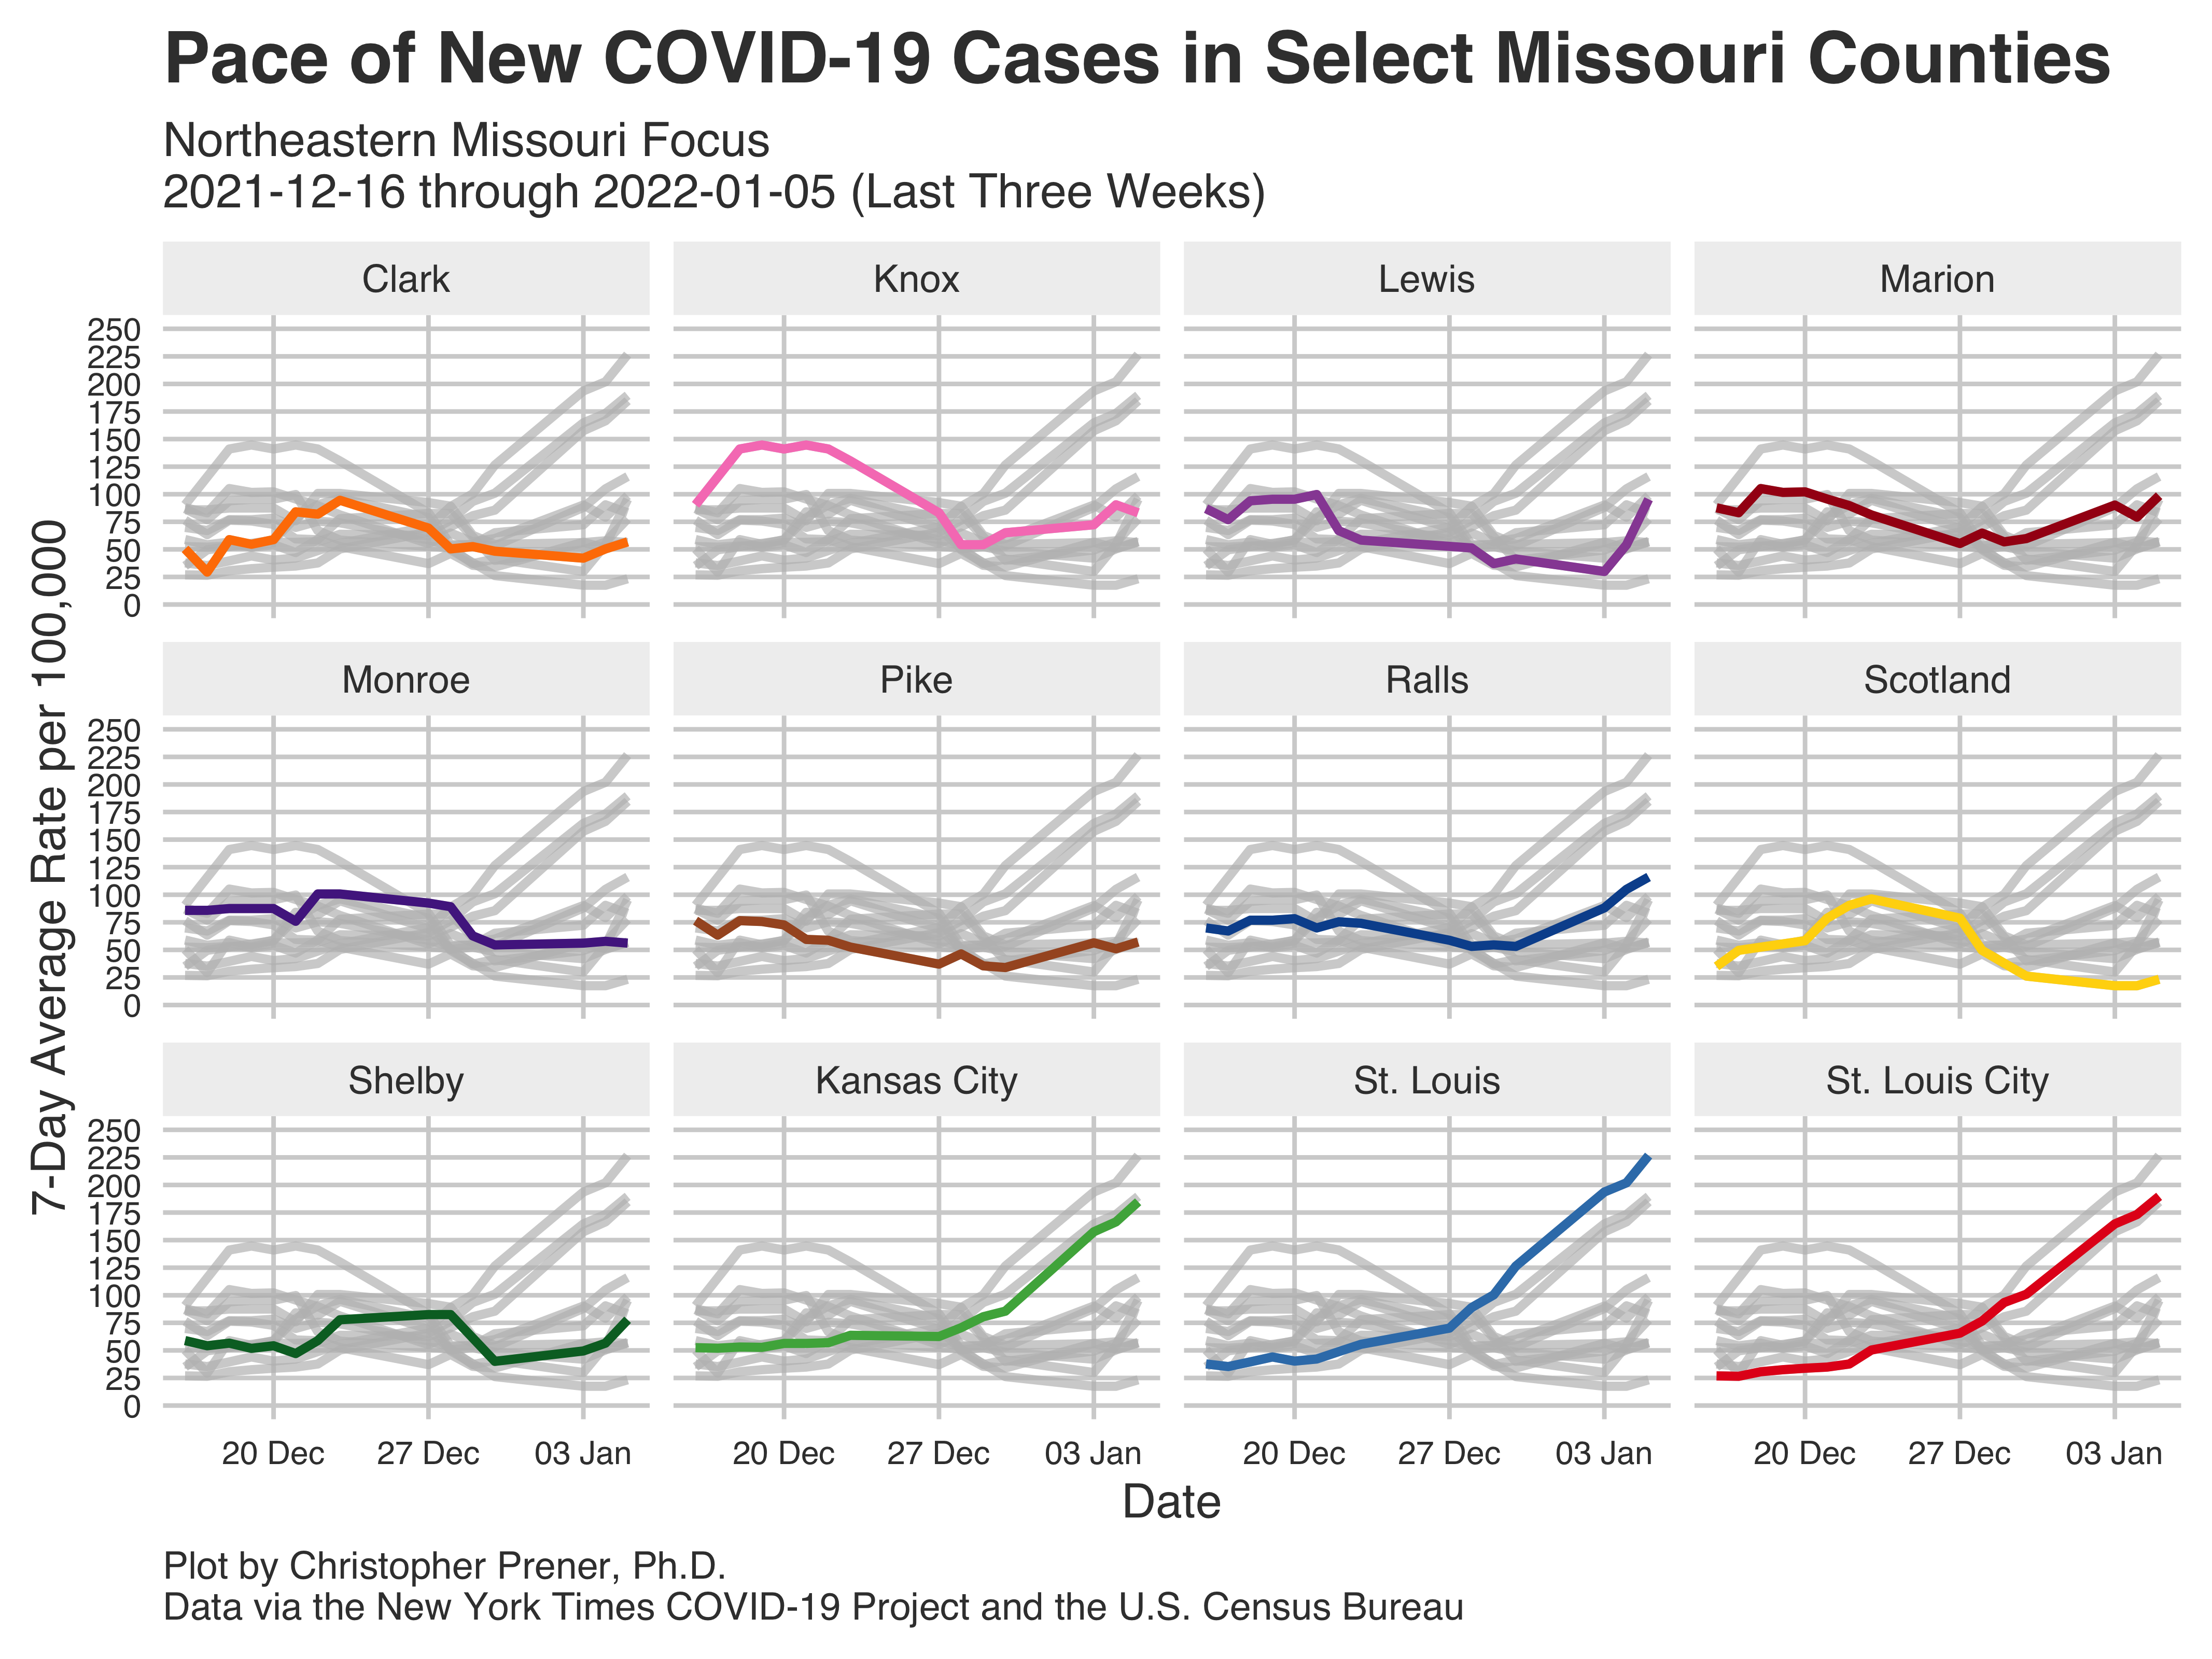 Pace of New COVID-19 Cases in Select Missouri Counties
Northeastern Missouri Focus
2021-12-16 through 2022-01-05 (Last Three Weeks)
7-Day Average Rate per 100,000
Clark
Knox
Lewis
Marion
250
225
200
175
150
125
100
75
50
25
0
Monroe
Pike
Ralls
Scotland
250
225
200
175
150
125
100
75
50
25
0
Shelby
Kansas City
St. Louis
St. Louis City
250
225
200
175
150
125
100
75
50
25
0
20 Dec 27 Dec 03 Jan
20 Dec 27 Dec 03 Jan
20 Dec 27 Dec 03 Jan
20 Dec 27 Dec 03 Jan
Date
Plot by Christopher Prener, Ph.D.
Data via the New York Times COVID-19 Project and the U.S. Census Bureau